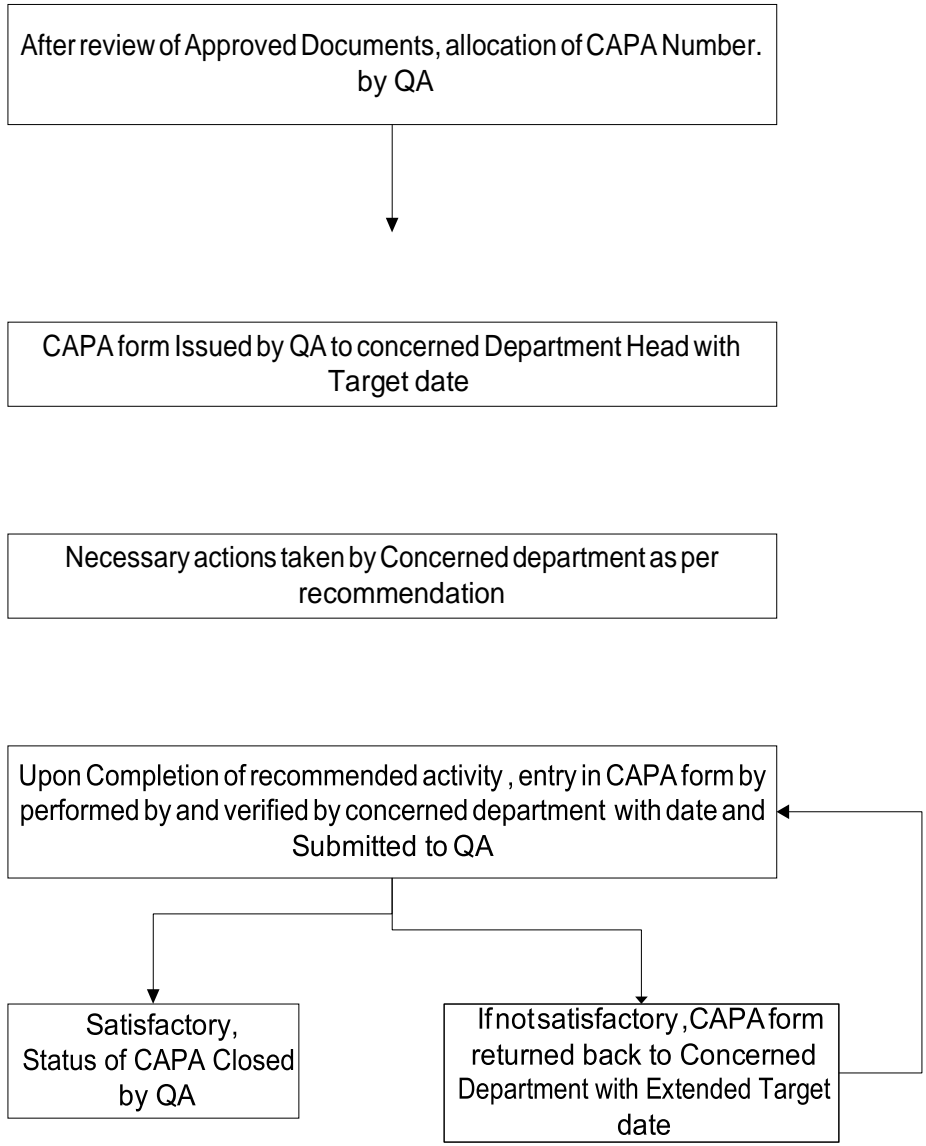 After review of Approved Documents, allocation of CAPA Number.
by QA
CAPA form Issued by QA to concerned Department Head with
Target date
Necessary actions taken by Concerned department as per
recommendation
Upon Completion of recommended activity , entry in CAPA form by
performed by and verified by concerned department with date and
Submitted to QA
Satisfactory,
Status of CAPA Closed
by QA
If not satisfactory , CAPA form
returned back to Concerned
Department with Extended Target
date